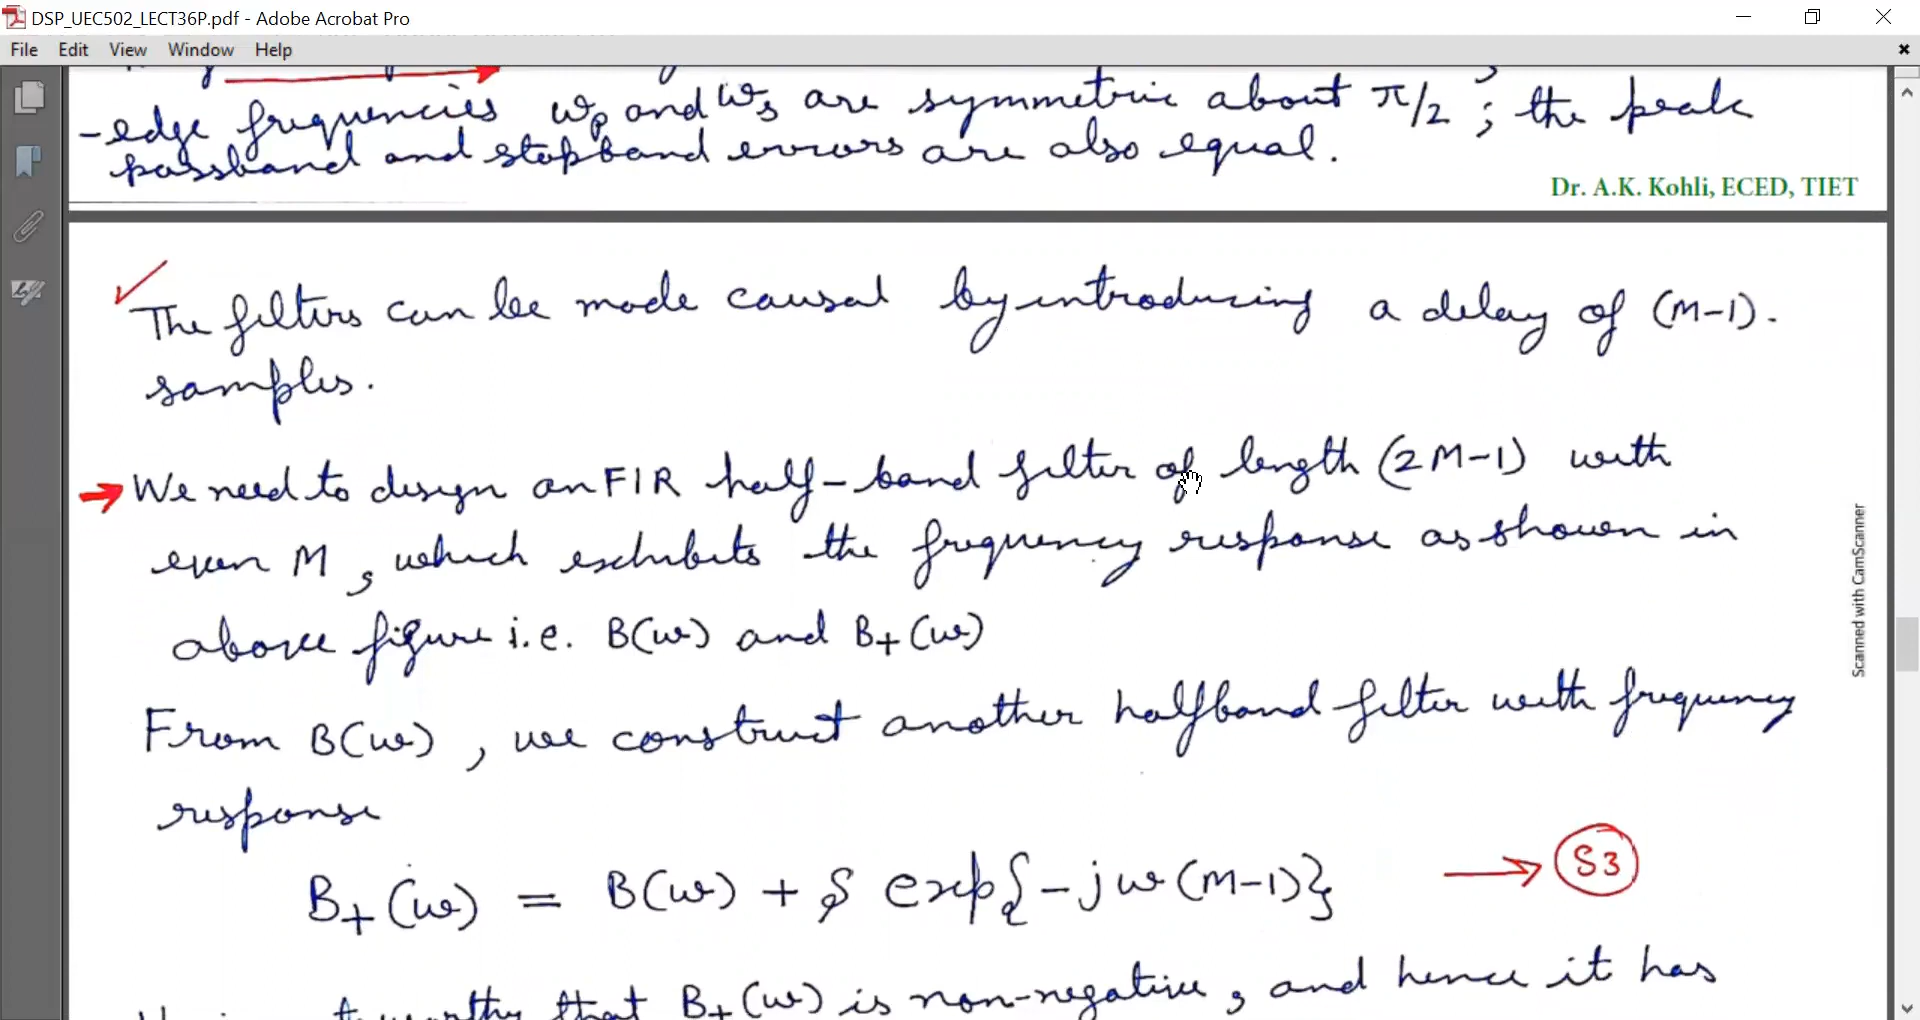 DSP_UEC502_LECT36P.pdf - Adobe Acrobat Pro
File Edit View Window Help
-edge frequencies ωp and ωs are symmetric about π/2 ; the peak
passband and stopband errors are also equal.
Dr. A.K. Kohli, ECED, TIET
The filters can be made causal by introducing a delay of (M-1).
samples.
We need to design an FIR half-band filter of length (2M-1) with
even M, which exhibits the frequency response as shown in
above figure i.e. B(ω) and B+(ω)
From B(ω), we construct another halfband filter with frequency
response
B+(ω) = B(ω) + δ exp{-jω(M-1)} → S3
that B+(ω) is non-negative, and hence it has
Scanned with CamScanner